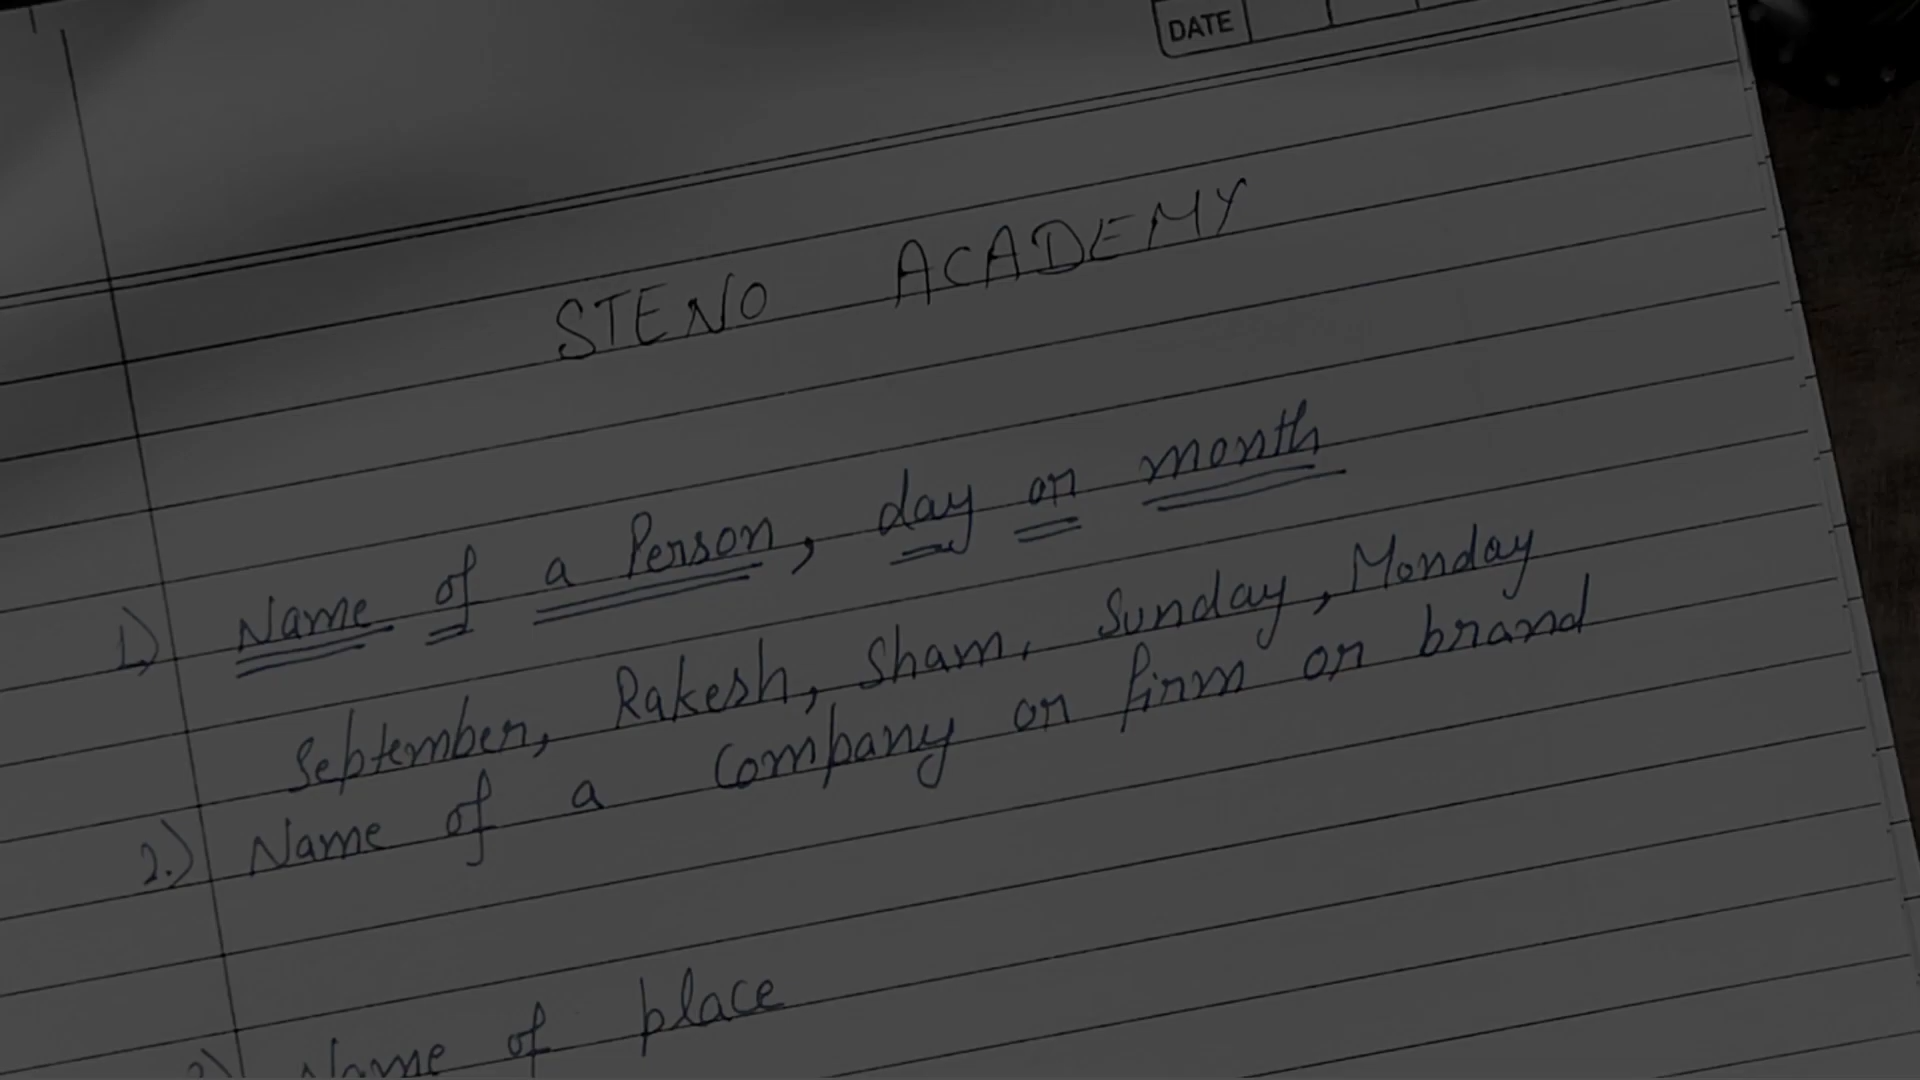 DATE
STENO ACADEMY
1) Name of a Person, day or month
September, Rakesh, Sham, Sunday, Monday
2.) Name of a Company or firm or brand
3) Name of place